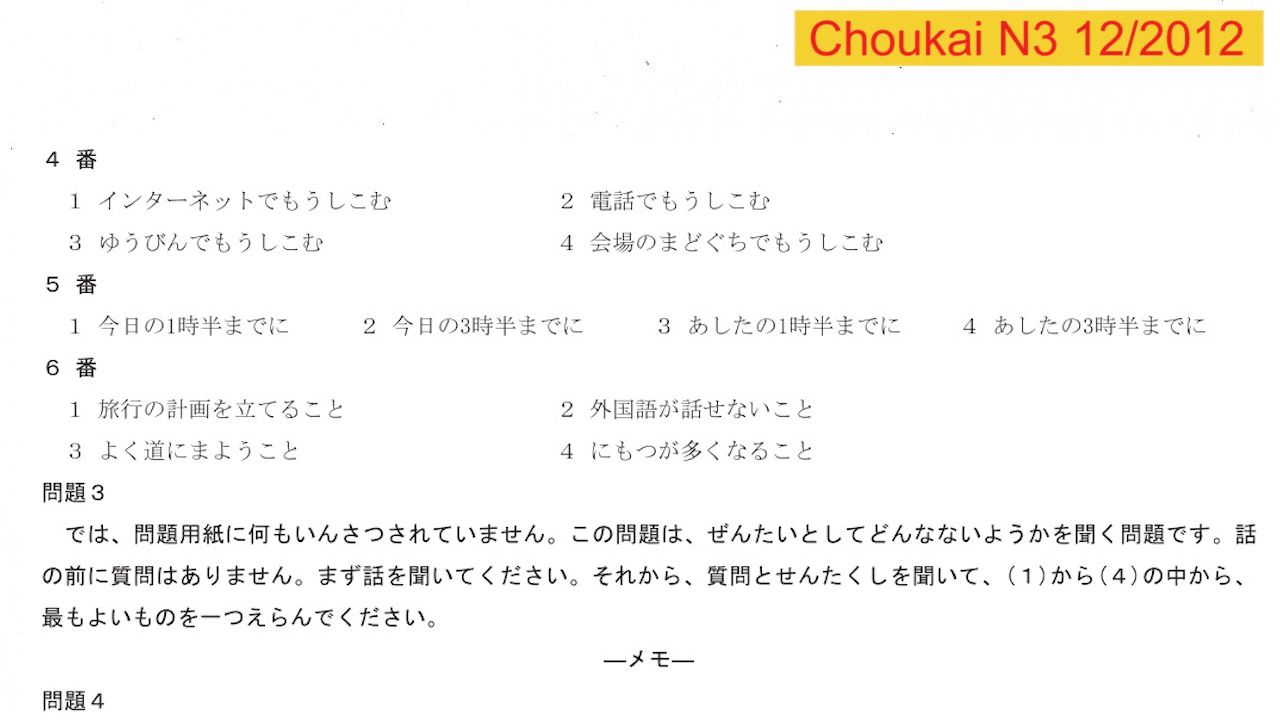 Choukai N3 12/2012
4 番
1 インターネットでもうしこむ 2 電話でもうしこむ
3 ゆうびんでもうしこむ 4 会場のまどぐちでもうしこむ
5 番
1 今日の1時半までに 2 今日の3時半までに 3 あしたの1時半までに 4 あしたの3時半までに
6 番
1 旅行の計画を立てること 2 外国語が話せないこと
3 よく道にまようこと 4 にもつが多くなること
問題3
では、問題用紙に何もいんさつされていません。この問題は、ぜんたいとしてどんなないようかを聞く問題です。話
の前に質問はありません。まず話を聞いてください。それから、質問とせんたくしを聞いて、(1)から(4)の中から、
最もよいものを一つえらんでください。
―メモ―
問題4